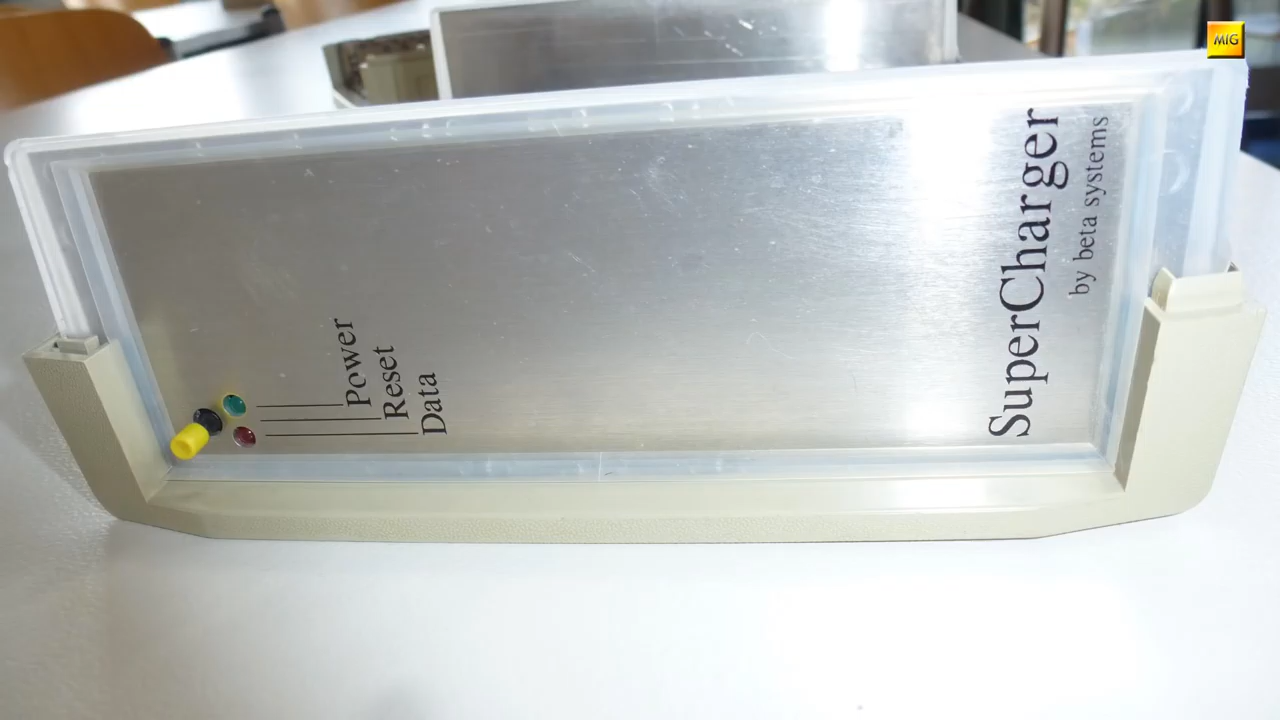 SuperCharger
by beta systems
Power
Reset
Data
MIG